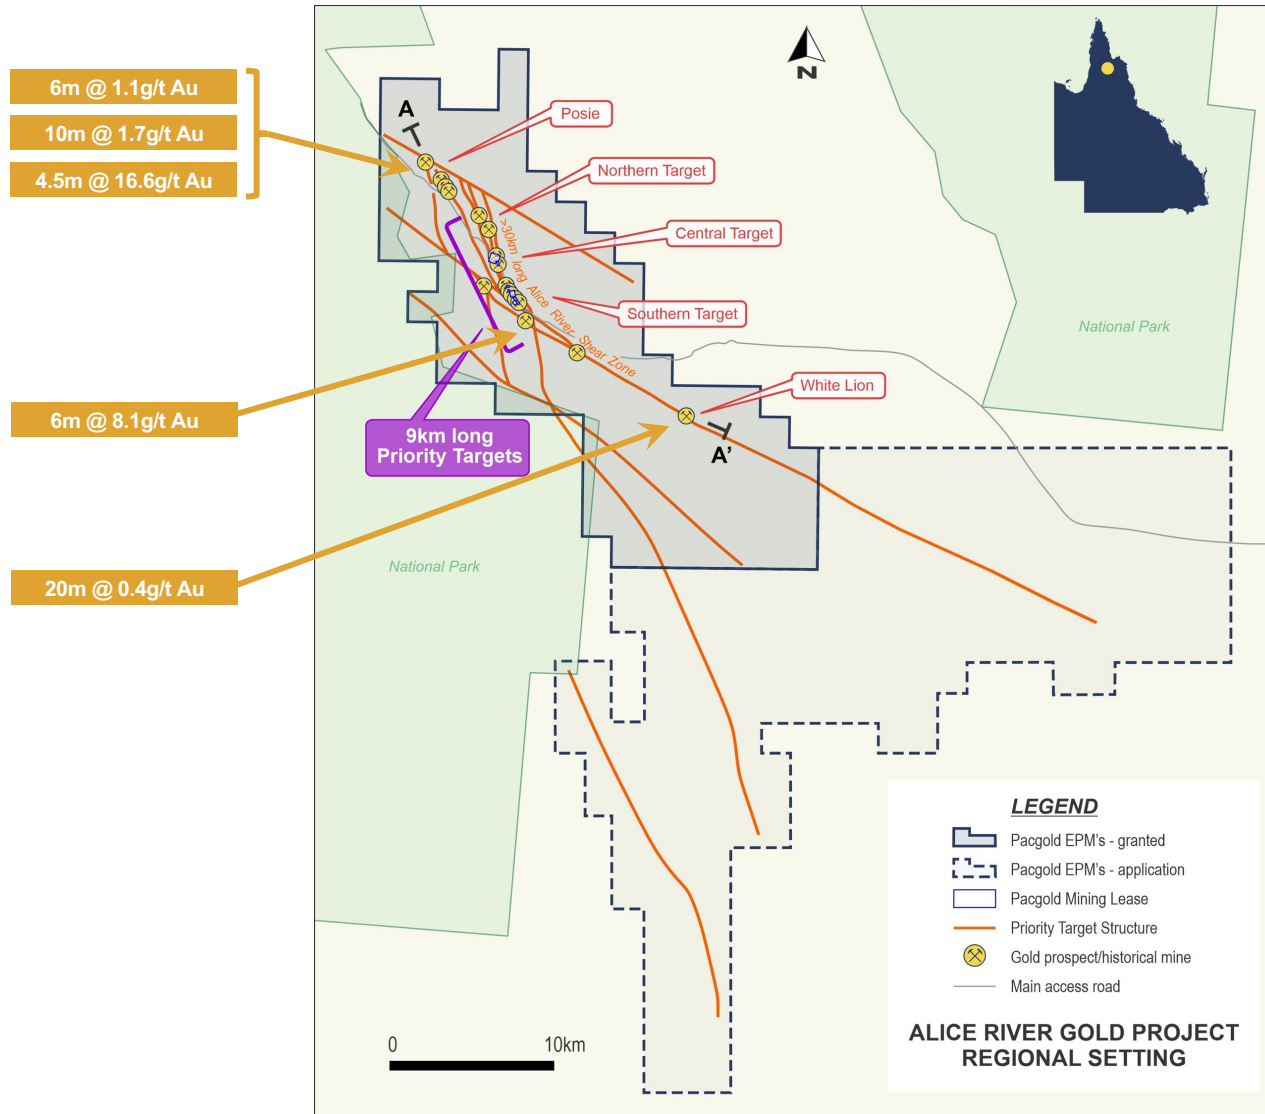 6m @ 1.1g/t Au
10m @ 1.7g/t Au
4.5m @ 16.6g/t Au
6m @ 8.1g/t Au
20m @ 0.4g/t Au
N
A
Posie
Northern Target
Central Target
Southern Target
White Lion
>30km long Alice River Shear Zone
A’
9km long
Priority Targets
National Park
National Park
LEGEND
Pacgold EPM's - granted
Pacgold EPM's - application
Pacgold Mining Lease
Priority Target Structure
Gold prospect/historical mine
Main access road
ALICE RIVER GOLD PROJECT
REGIONAL SETTING
0 10km